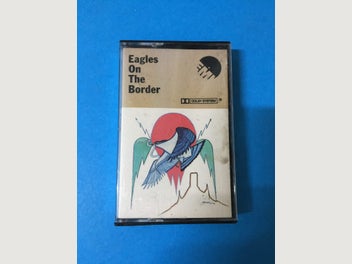 Eagles
On
The
Border
DOLBY SYSTEM ®